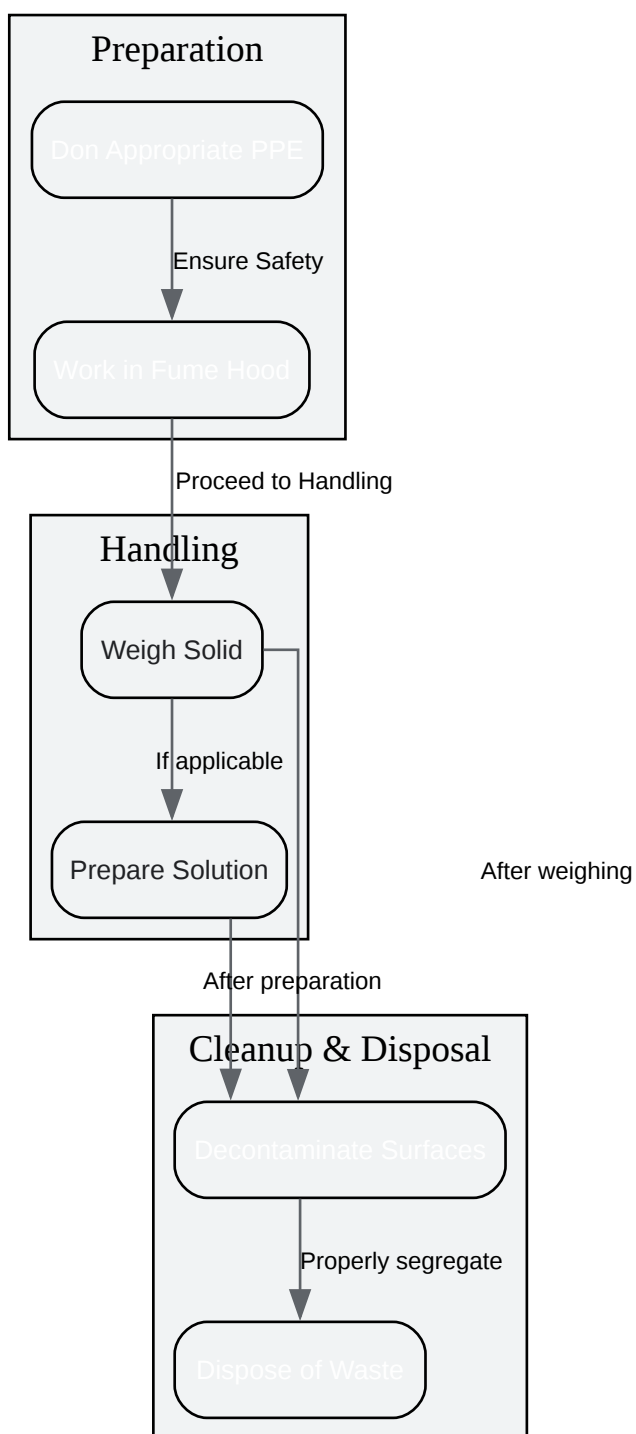 Preparation
Don Appropriate PPE
Ensure Safety
Work in Fume Hood
Proceed to Handling
Handling
Weigh Solid
If applicable
Prepare Solution
After weighing
After preparation
Cleanup & Disposal
Decontaminate Surfaces
Properly segregate
Dispose of Waste